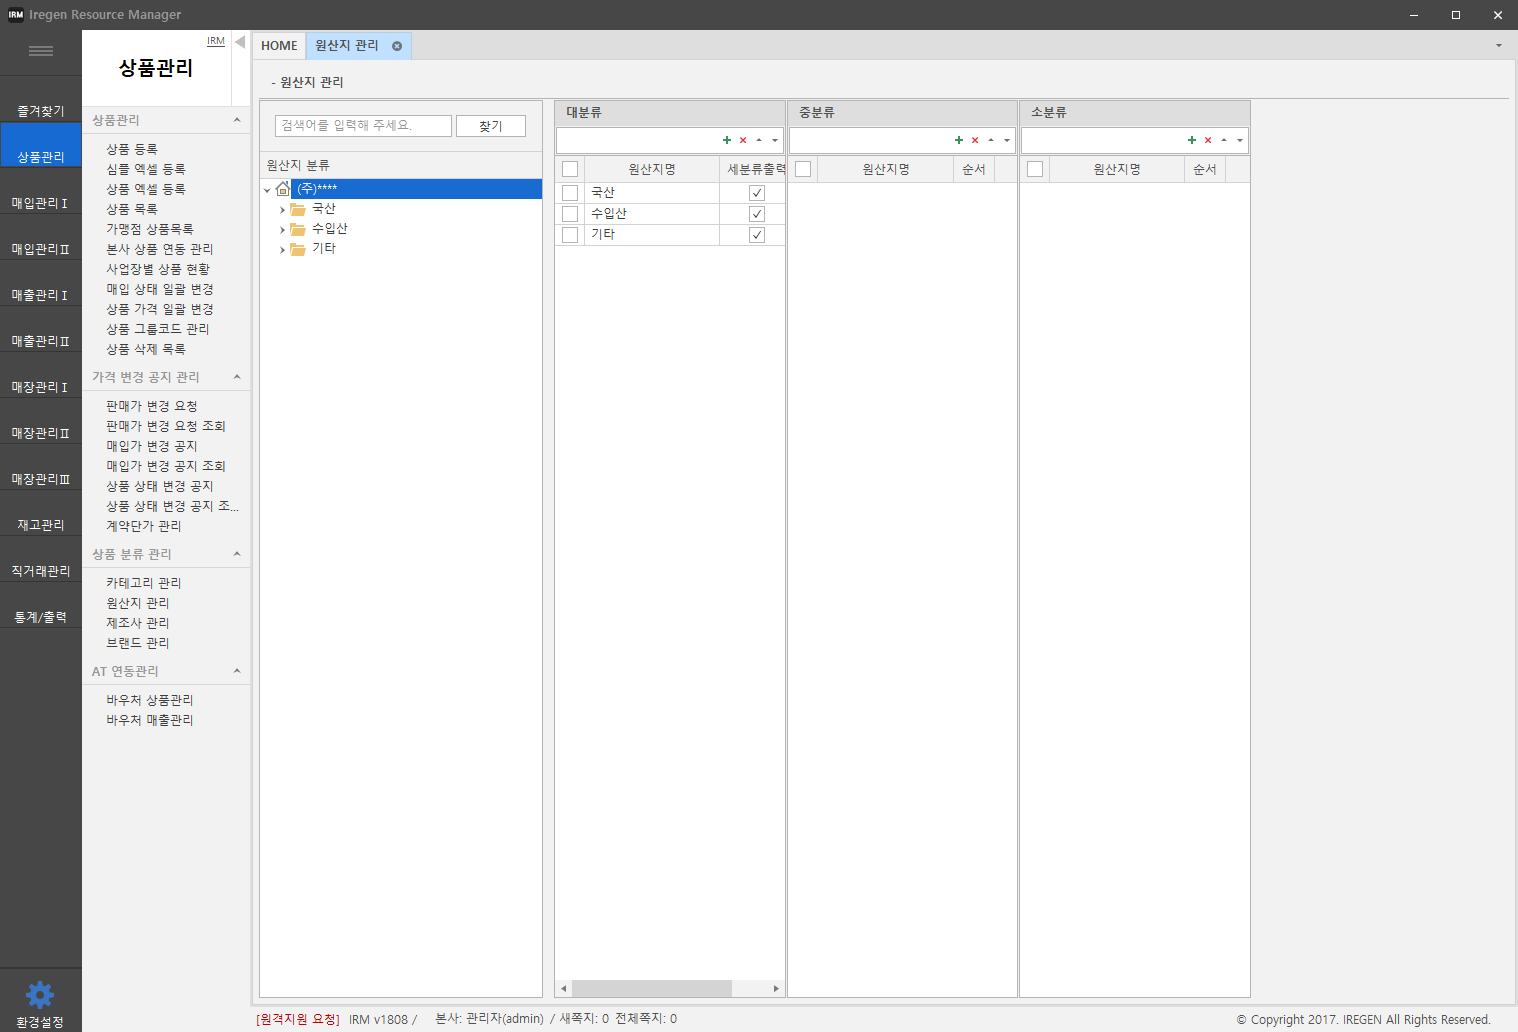 IRM Iregen Resource Manager
즐겨찾기
상품관리
매입관리Ⅰ
매입관리Ⅱ
매출관리Ⅰ
매출관리Ⅱ
매장관리Ⅰ
매장관리Ⅱ
매장관리Ⅲ
재고관리
직거래관리
통계/출력
환경설정
IRM
상품관리
상품관리
상품 등록
심플 엑셀 등록
상품 엑셀 등록
상품 목록
가맹점 상품목록
본사 상품 연동 관리
사업장별 상품 현황
매입 상태 일괄 변경
상품 가격 일괄 변경
상품 그룹코드 관리
상품 삭제 목록
가격 변경 공지 관리
판매가 변경 요청
판매가 변경 요청 조회
매입가 변경 공지
매입가 변경 공지 조회
상품 상태 변경 공지
상품 상태 변경 공지 조...
계약단가 관리
상품 분류 관리
카테고리 관리
원산지 관리
제조사 관리
브랜드 관리
AT 연동관리
바우처 상품관리
바우처 매출관리
HOME 원산지 관리
- 원산지 관리
검색어를 입력해 주세요. 찾기
원산지 분류
(주)****
국산
수입산
기타
대분류
원산지명 세분류출력
국산
수입산
기타
중분류
원산지명 순서
소분류
원산지명 순서
[원격지원 요청] IRM v1808 / 본사: 관리자(admin) / 새쪽지: 0 전체쪽지: 0
© Copyright 2017. IREGEN All Rights Reserved.